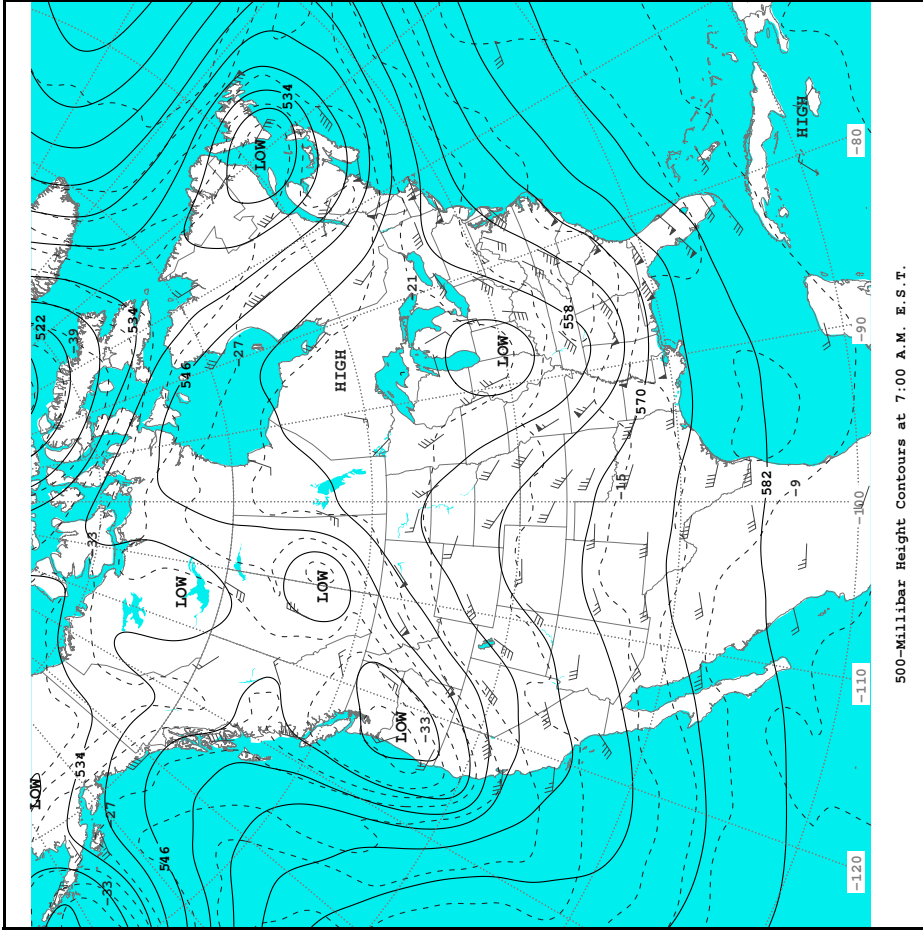 LOW
522
-39
534
-33
-33
-27
534
546
LOW
546
-27
LOW
534
LOW
HIGH
LOW
-21
-33
LOW
558
-15
570
582
-9
HIGH
-120
-110
-100
-90
-80
500-Millibar Height Contours at 7:00 A.M. E.S.T.